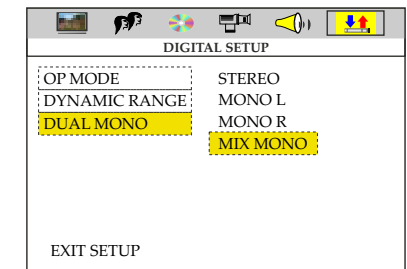 DIGITAL SETUP
OP MODE
DYNAMIC RANGE
DUAL MONO
STEREO
MONO L
MONO R
MIX MONO
EXIT SETUP